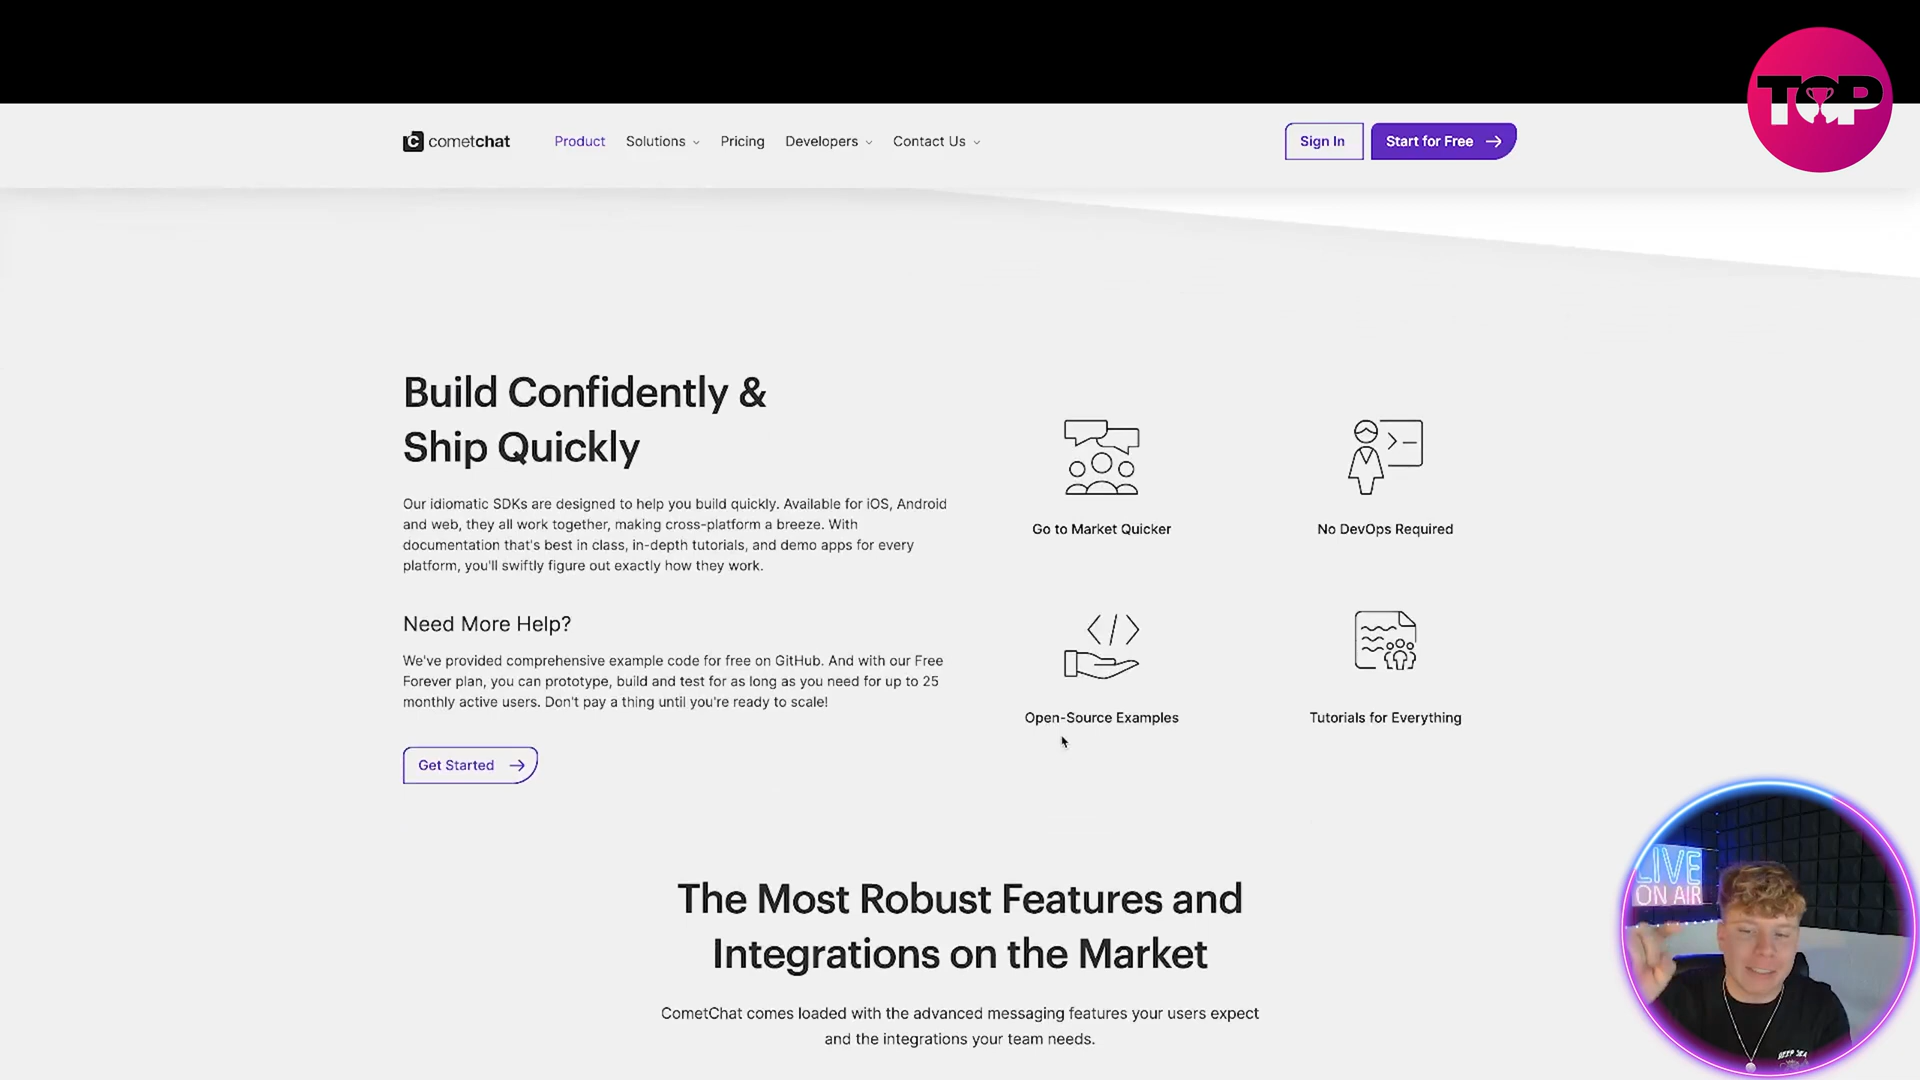 TOP
cometchat
Product
Solutions
Pricing
Developers
Contact Us
Sign In
Start for Free
Build Confidently &
Ship Quickly
Our idiomatic SDKs are designed to help you build quickly. Available for iOS, Android
and web, they all work together, making cross-platform a breeze. With
documentation that's best in class, in-depth tutorials, and demo apps for every
platform, you'll swiftly figure out exactly how they work.
Need More Help?
We've provided comprehensive example code for free on GitHub. And with our Free
Forever plan, you can prototype, build and test for as long as you need for up to 25
monthly active users. Don't pay a thing until you're ready to scale!
Get Started
Go to Market Quicker
No DevOps Required
Open-Source Examples
Tutorials for Everything
The Most Robust Features and
Integrations on the Market
CometChat comes loaded with the advanced messaging features your users expect
and the integrations your team needs.
LIVE
ON AIR
DEEP SEA